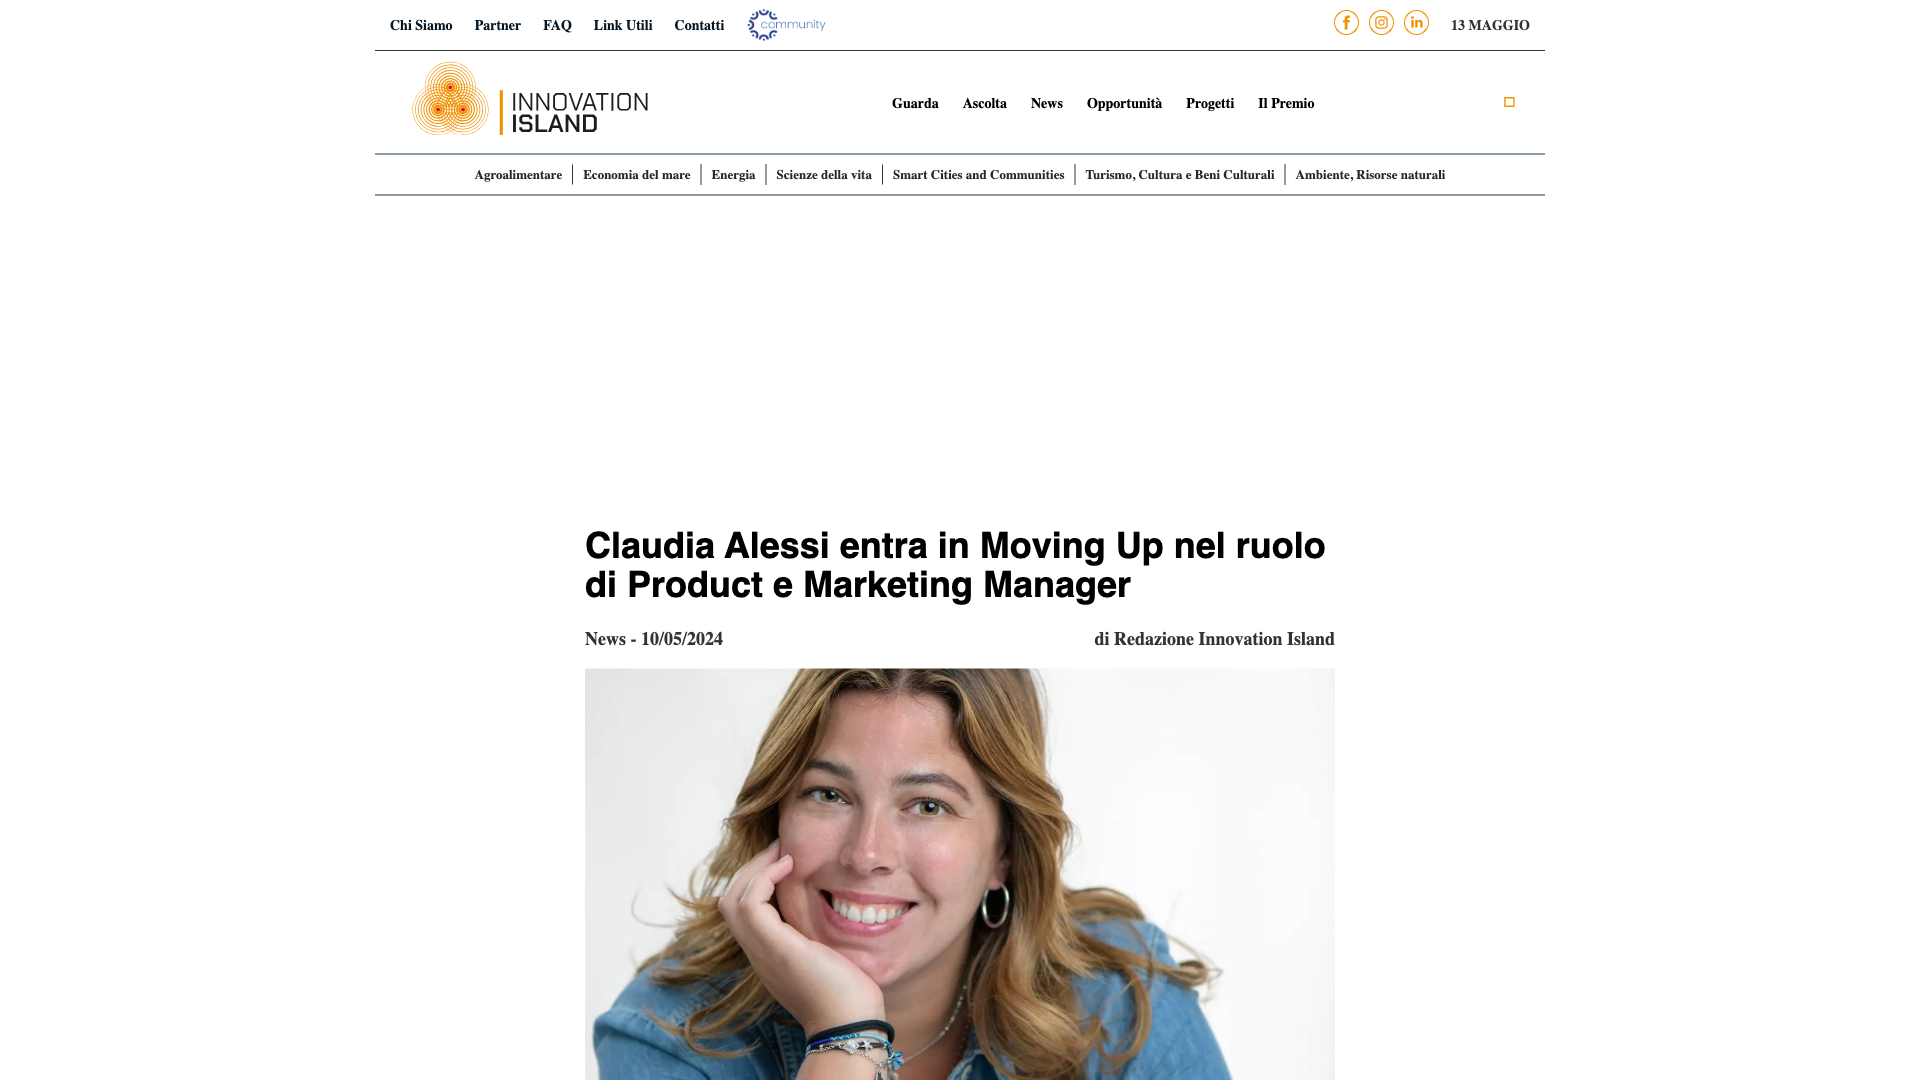 Chi Siamo Partner FAQ Link Utili Contatti community 13 MAGGIO
INNOVATION
ISLAND
Guarda Ascolta News Opportunità Progetti Il Premio
Agroalimentare Economia del mare Energia Scienze della vita Smart Cities and Communities Turismo, Cultura e Beni Culturali Ambiente, Risorse naturali
Claudia Alessi entra in Moving Up nel ruolo
di Product e Marketing Manager
News - 10/05/2024 di Redazione Innovation Island